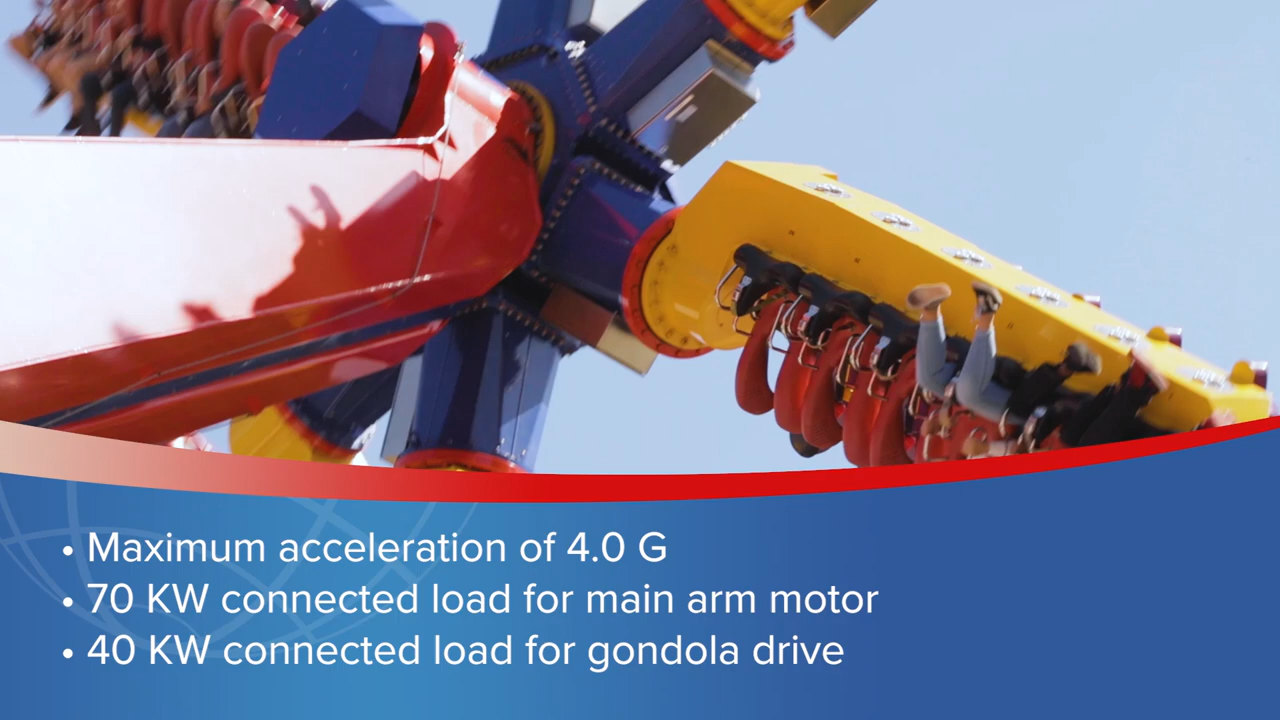 • Maximum acceleration of 4.0 G
• 70 KW connected load for main arm motor
• 40 KW connected load for gondola drive